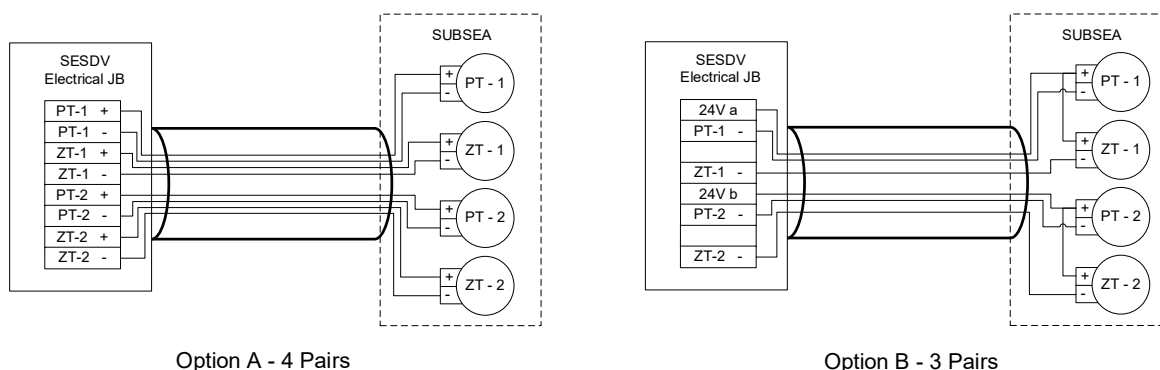 SESDV
Electrical JB
PT-1 +
PT-1 -
ZT-1 +
ZT-1 -
PT-2 +
PT-2 -
ZT-2 +
ZT-2 -
SUBSEA
+
-
PT - 1
+
-
ZT - 1
+
-
PT - 2
+
-
ZT - 2
Option A - 4 Pairs
SESDV
Electrical JB
24V a
PT-1 -
ZT-1 -
24V b
PT-2 -
ZT-2 -
SUBSEA
+
-
PT - 1
+
-
ZT - 1
+
-
PT - 2
+
-
ZT - 2
Option B - 3 Pairs